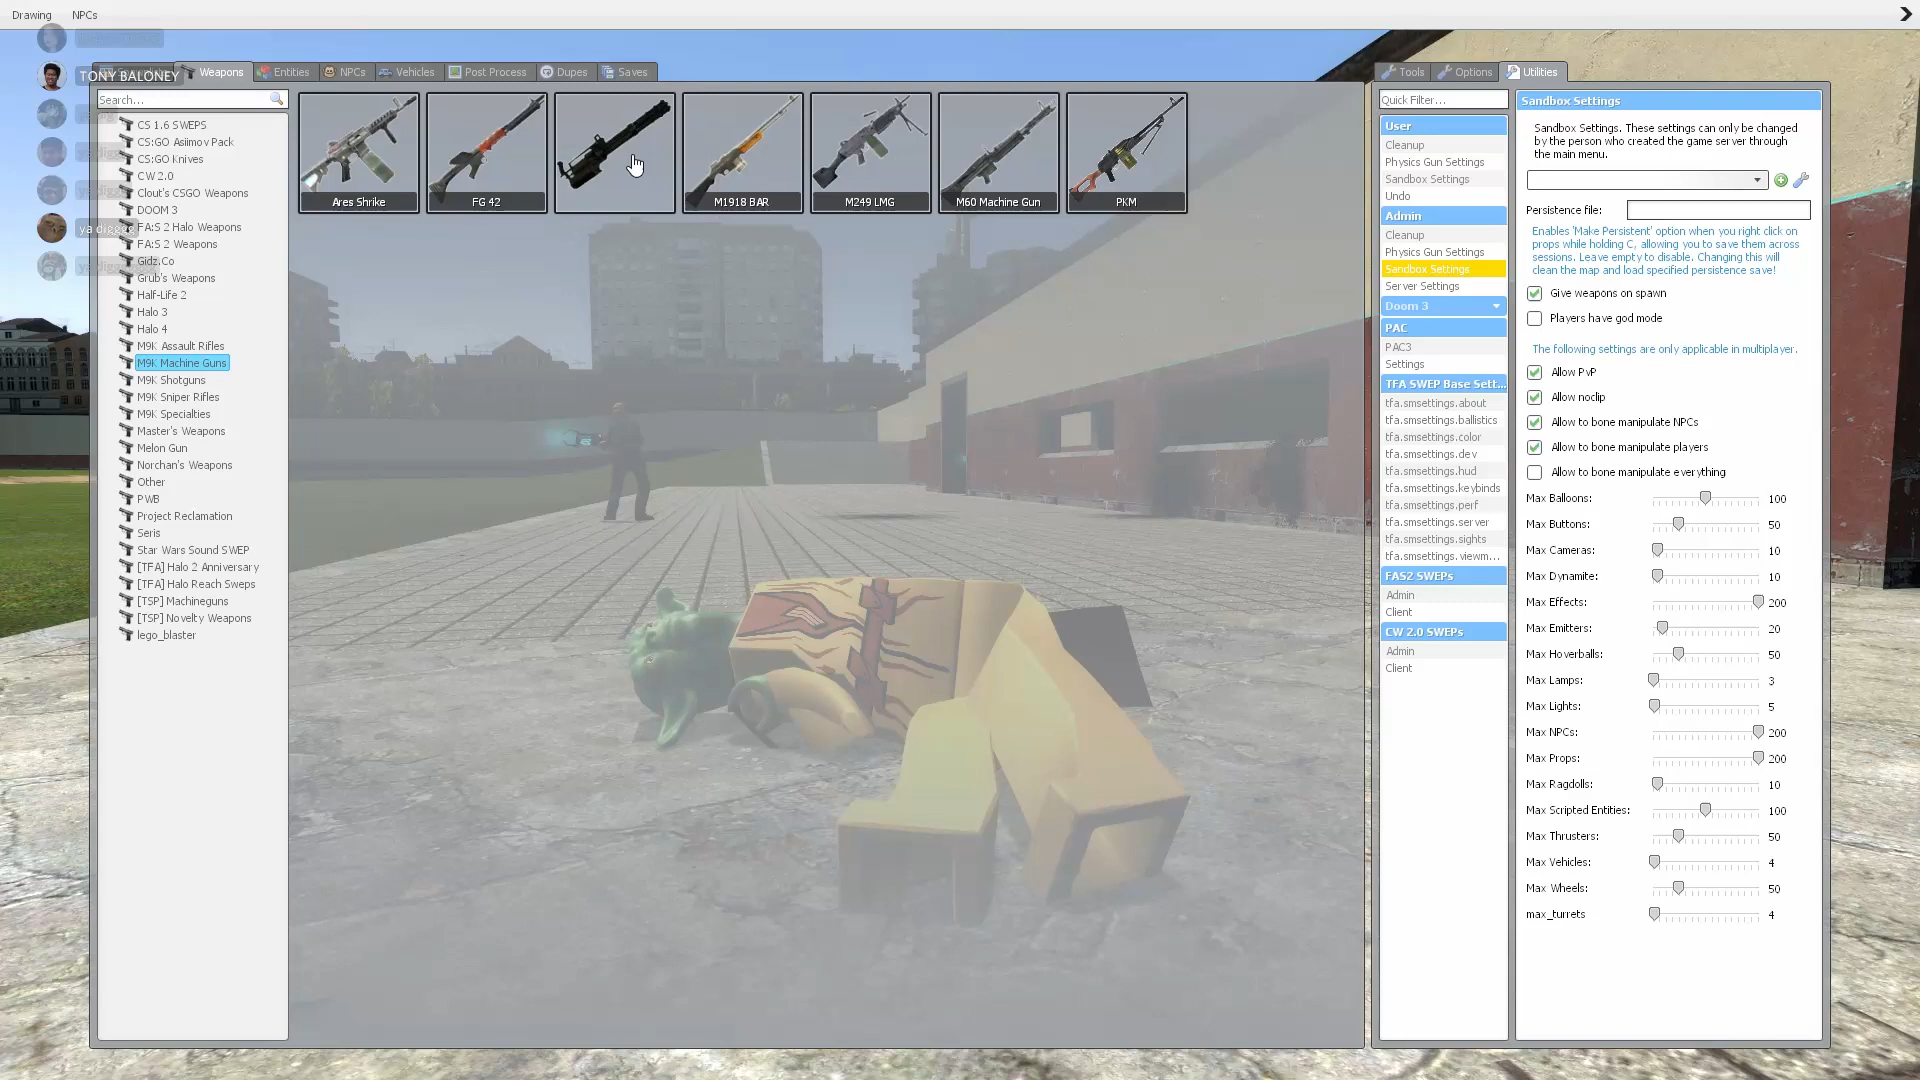 Drawing
NPCs
TONY BALONEY
Weapons
Entities
NPCs
Vehicles
Post Process
Dupes
Saves
Search...
CS 1.6 SWEPS
CS:GO Asiimov Pack
CS:GO Knives
CW 2.0
Clout's CSGO Weapons
DOOM 3
FA:S 2 Halo Weapons
FA:S 2 Weapons
Gidz.Co
Grub's Weapons
Half-Life 2
Halo 3
Halo 4
M9K Assault Rifles
M9K Machine Guns
M9K Shotguns
M9K Sniper Rifles
M9K Specialties
Master's Weapons
Melon Gun
Norchan's Weapons
Other
PWB
Project Reclamation
Seris
Star Wars Sound SWEP
[TFA] Halo 2 Anniversary
[TFA] Halo Reach Sweps
[TSP] Machineguns
[TSP] Novelty Weapons
lego_blaster
Ares Shrike
FG 42
M1918 BAR
M249 LMG
M60 Machine Gun
PKM
Tools
Options
Utilities
Quick Filter...
User
Cleanup
Physics Gun Settings
Sandbox Settings
Undo
Admin
Cleanup
Physics Gun Settings
Sandbox Settings
Server Settings
Doom 3
PAC
PAC3
Settings
TFA SWEP Base Sett...
tfa.smsettings.about
tfa.smsettings.ballistics
tfa.smsettings.color
tfa.smsettings.dev
tfa.smsettings.hud
tfa.smsettings.keybinds
tfa.smsettings.perf
tfa.smsettings.server
tfa.smsettings.sights
tfa.smsettings.viewm...
FAS2 SWEPs
Admin
Client
CW 2.0 SWEPs
Admin
Client
Sandbox Settings
Sandbox Settings. These settings can only be changed
by the person who created the game server through
the main menu.
Persistence file:
Enables 'Make Persistent' option when you right click on
props while holding C, allowing you to save them across
sessions. Leave empty to disable. Changing this will
clean the map and load specified persistence save!
Give weapons on spawn
Players have god mode
The following settings are only applicable in multiplayer.
Allow PvP
Allow noclip
Allow to bone manipulate NPCs
Allow to bone manipulate players
Allow to bone manipulate everything
Max Balloons: 100
Max Buttons: 50
Max Cameras: 10
Max Dynamite: 10
Max Effects: 200
Max Emitters: 20
Max Hoverballs: 50
Max Lamps: 3
Max Lights: 5
Max NPCs: 200
Max Props: 200
Max Ragdolls: 10
Max Scripted Entities: 100
Max Thrusters: 50
Max Vehicles: 4
Max Wheels: 50
max_turrets 4